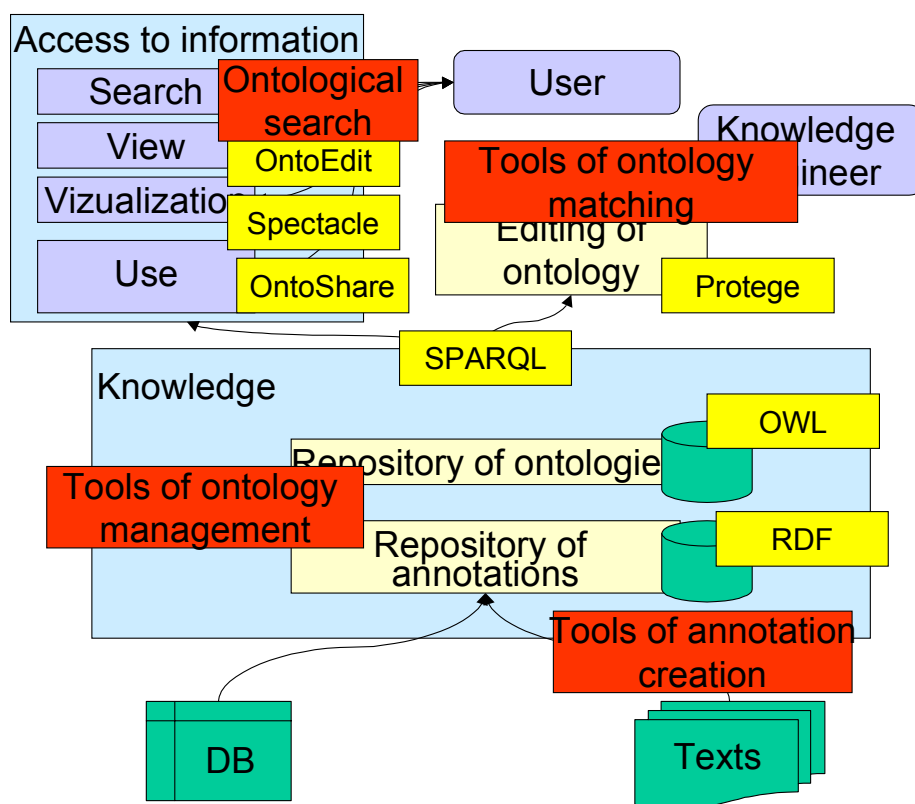 Access to information
Search
Ontological
search
User
View
OntoEdit
Knowledge
ineer
Tools of ontology
matching
Vizualization
Spectacle
Editing of
ontology
Use
OntoShare
Protege
SPARQL
Knowledge
OWL
Repository of ontologie
Tools of ontology
management
RDF
Repository of
annotations
Tools of annotation
creation
DB
Texts